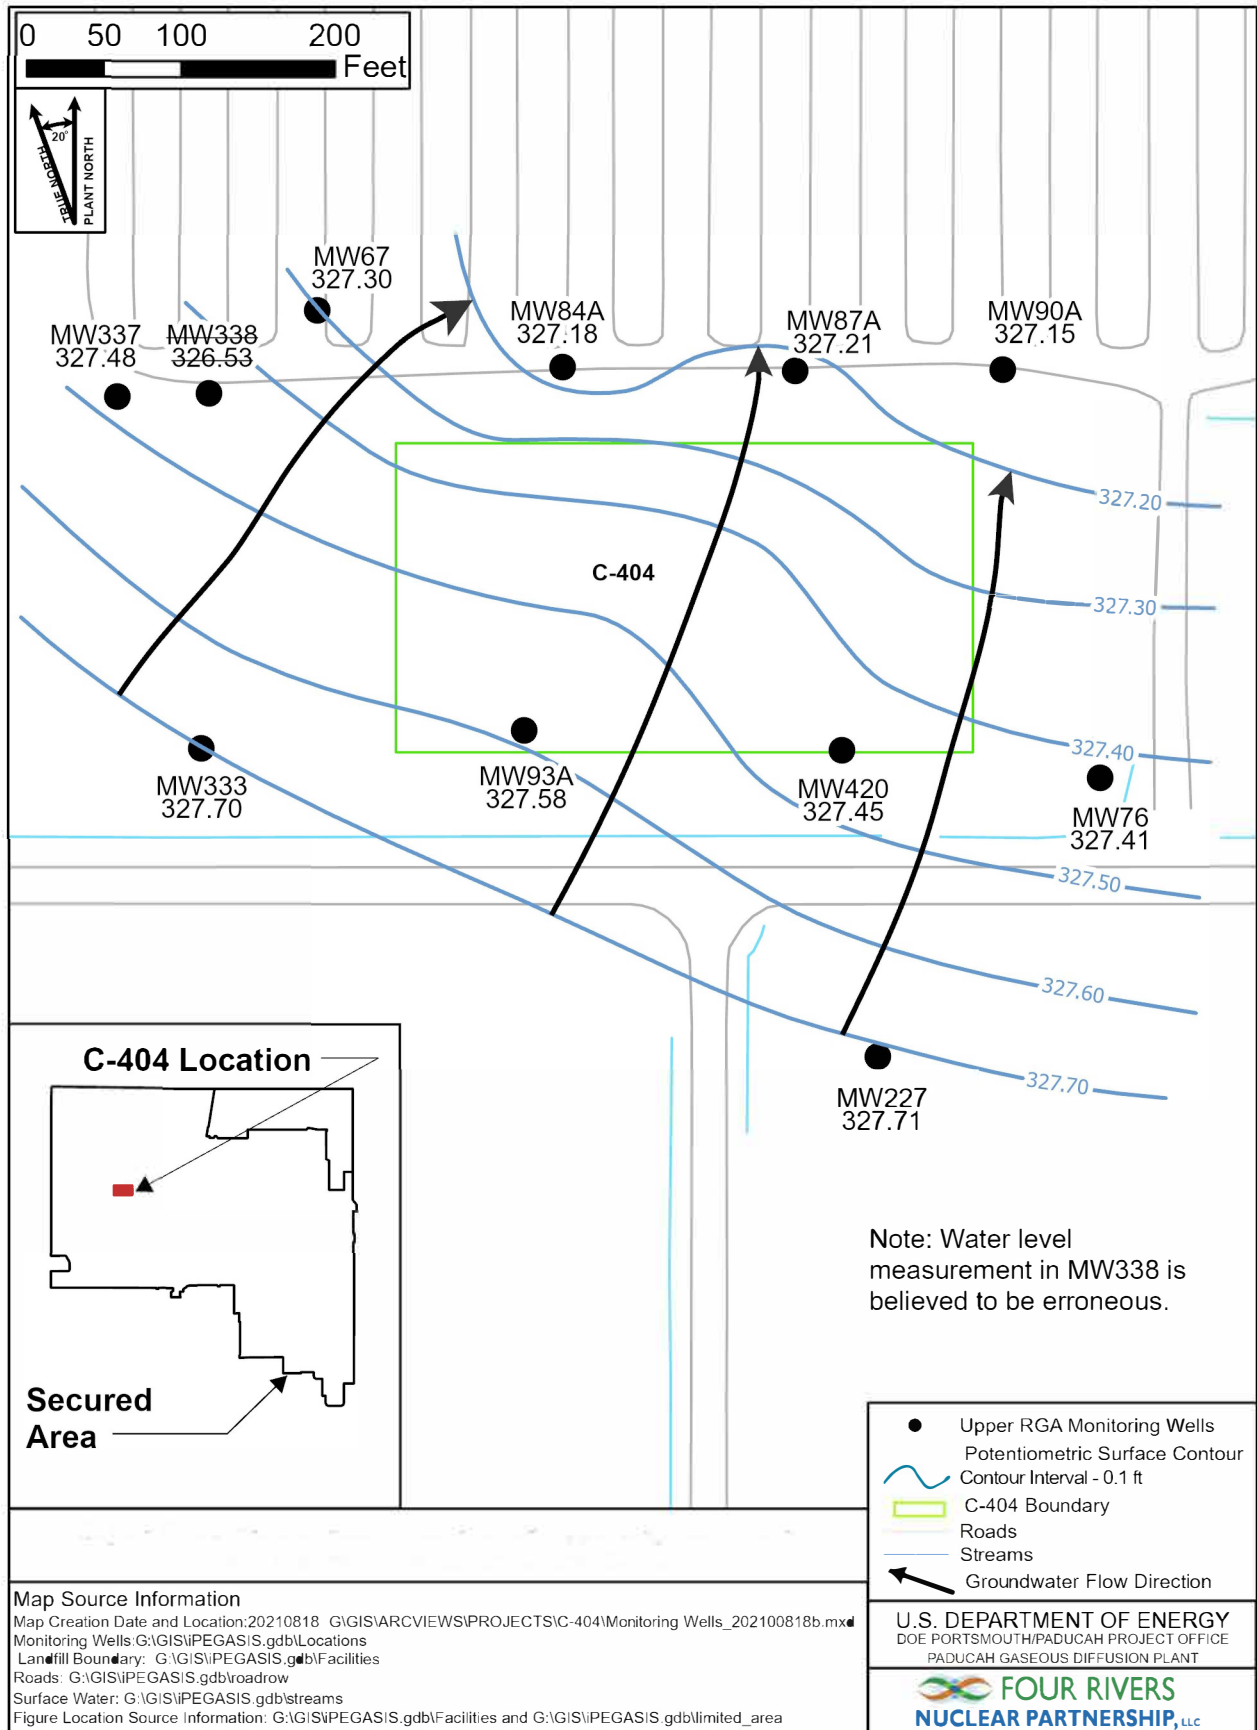 0 50 100 200
Feet
20°
TRUE NORTH
PLANT NORTH
MW67
327.30
MW337
327.48
MW338
326.53
MW84A
327.18
MW87A
327.21
MW90A
327.15
327.20
327.30
C-404
327.40
MW333
327.70
MW93A
327.58
MW420
327.45
MW76
327.41
327.50
327.60
327.70
MW227
327.71
C-404 Location
Secured
Area
Note: Water level
measurement in MW338 is
believed to be erroneous.
Upper RGA Monitoring Wells
Potentiometric Surface Contour
Contour Interval - 0.1 ft
C-404 Boundary
Roads
Streams
Groundwater Flow Direction
Map Source Information
Map Creation Date and Location:20210818 G\GIS\ARCVIEWS\PROJECTS\C-404\Monitoring Wells_202100818b.mxd
Monitoring Wells:G:\GIS\iPEGASIS.gdb\Locations
Landfill Boundary: G:\GIS\iPEGASIS.gdb\Facilities
Roads: G:\GIS\iPEGASIS.gdb\roadrow
Surface Water: G:\GIS\iPEGASIS.gdb\streams
Figure Location Source Information: G:\GIS\iPEGASIS.gdb\Facilities and G:\GIS\iPEGASIS.gdb\limited_area
U.S. DEPARTMENT OF ENERGY
DOE PORTSMOUTH/PADUCAH PROJECT OFFICE
PADUCAH GASEOUS DIFFUSION PLANT
FOUR RIVERS
NUCLEAR PARTNERSHIP, LLC